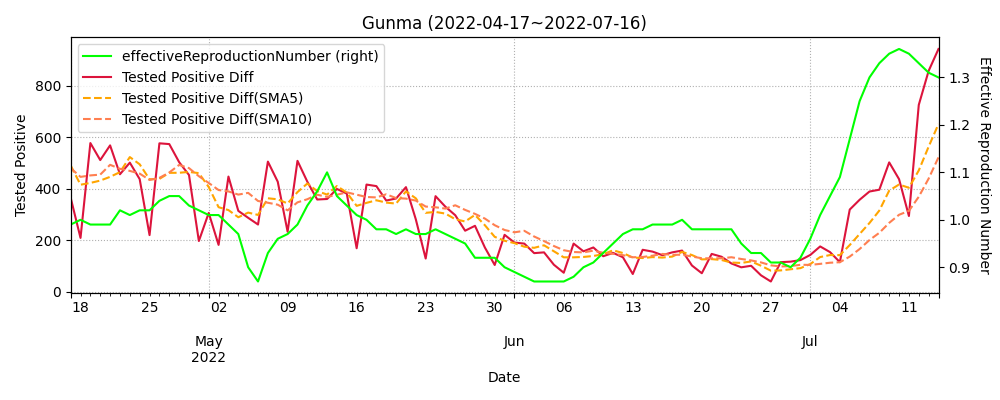 Gunma (2022-04-17~2022-07-16)
effectiveReproductionNumber (right)
Tested Positive Diff
Tested Positive Diff(SMA5)
Tested Positive Diff(SMA10)
Tested Positive
800
600
400
200
0
Effective Reproduction Number
1.3
1.2
1.1
1.0
0.9
18 25 02 09 16 23 30 06 13 20 27 04 11
May Jun Jul
2022
Date